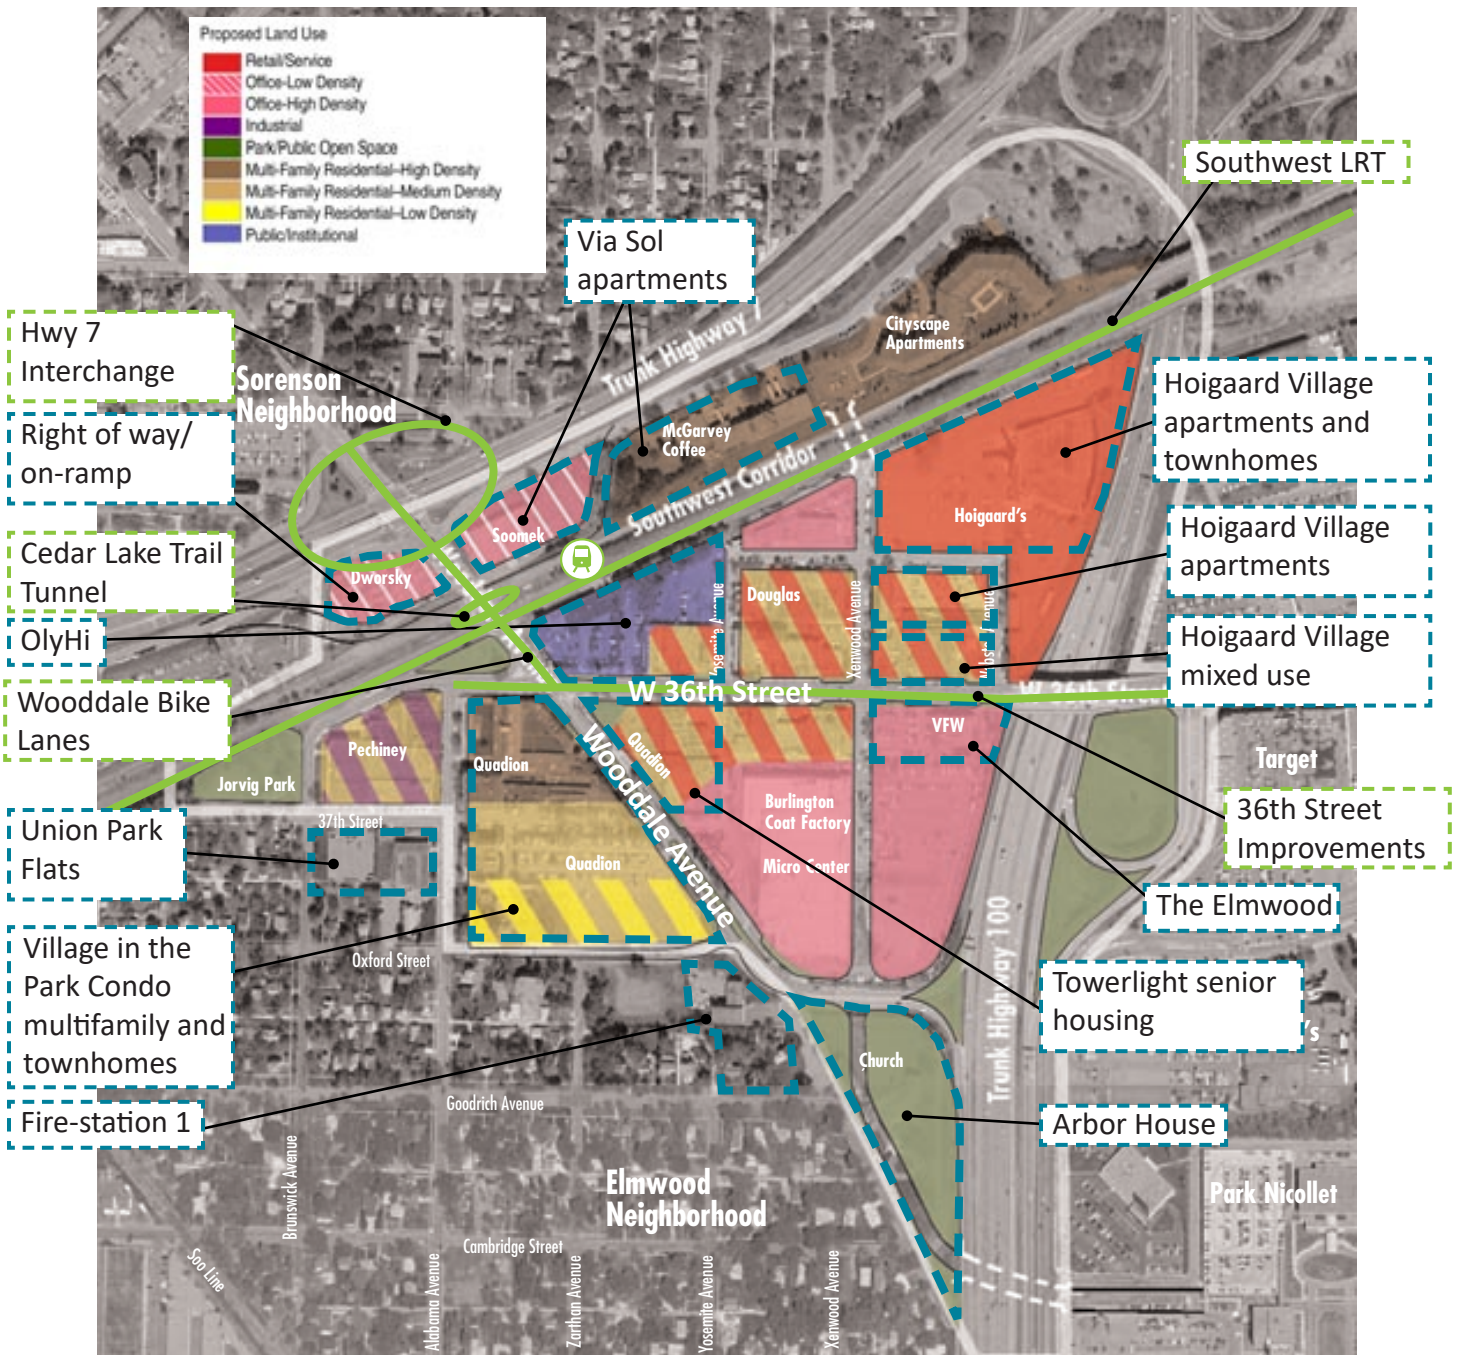 Proposed Land Use
Retail/Service
Office-Low Density
Office-High Density
Industrial
Park/Public Open Space
Multi-Family Residential–High Density
Multi-Family Residential–Medium Density
Multi-Family Residential–Low Density
Public/Institutional
Southwest LRT
Via Sol
apartments
Trunk Highway 7
Cityscape
Apartments
Hwy 7
Interchange
Sorenson
Neighborhood
Hoigaard Village
apartments and
townhomes
Right of way/
on-ramp
McGarvey
Coffee
Southwest Corridor
Hoigaard's
Soomek
Hoigaard Village
apartments
Cedar Lake Trail
Tunnel
Dworsky
Douglas
Yosemite Avenue
Xenwood Avenue
Webster Avenue
OlyHi
Hoigaard Village
mixed use
W 36th Street
W 36th St
Wooddale Bike
Lanes
VFW
Pechiney
Quadion
Quadion
Wooddale Avenue
Target
Jorvig Park
37th Street
Burlington
Coat Factory
36th Street
Improvements
Union Park
Flats
Quadion
Micro Center
The Elmwood
Village in the
Park Condo
multifamily and
townhomes
Oxford Street
Trunk Highway 100
Towerlight senior
housing
's
Church
Fire-station 1
Goodrich Avenue
Arbor House
Brunswick Avenue
Elmwood
Neighborhood
Park Nicollet
Cambridge Street
Soo Line
Alabama Avenue
Zarthan Avenue
Yosemite Avenue
Xenwood Avenue